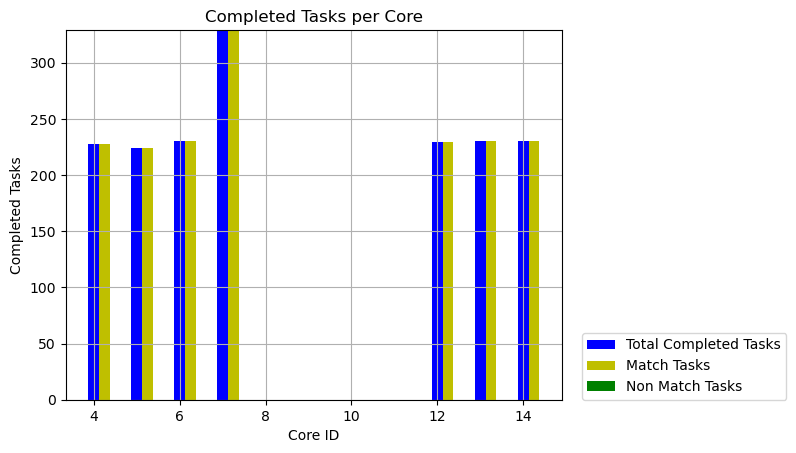 Completed Tasks per Core
Completed Tasks
300
250
200
150
100
50
0
4
6
8
10
12
14
Core ID
Total Completed Tasks
Match Tasks
Non Match Tasks